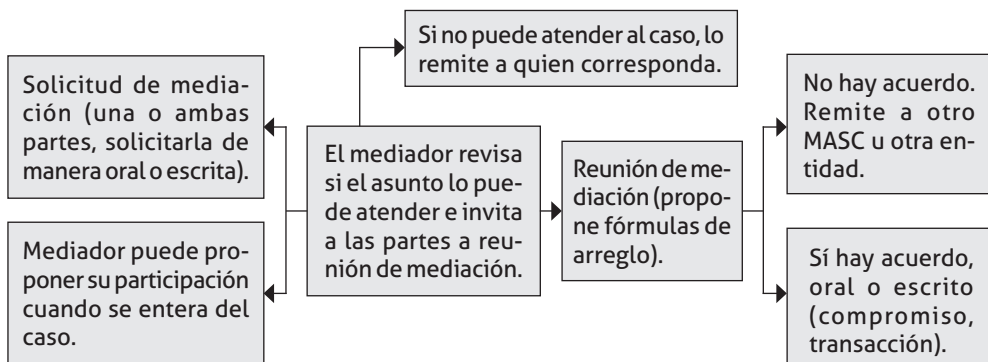 Si no puede atender al caso, lo
remite a quien corresponda.
Solicitud de media-
ción (una o ambas
partes, solicitarla de
manera oral o escrita).
El mediador revisa
si el asunto lo pue-
de atender e invita
a las partes a reu-
nión de mediación.
Mediador puede pro-
poner su participación
cuando se entera del
caso.
Reunión de me-
diación (propo-
ne fórmulas de
arreglo).
No hay acuerdo.
Remite a otro
MASC u otra en-
tidad.
Sí hay acuerdo,
oral o escrito
(compromiso,
transacción).